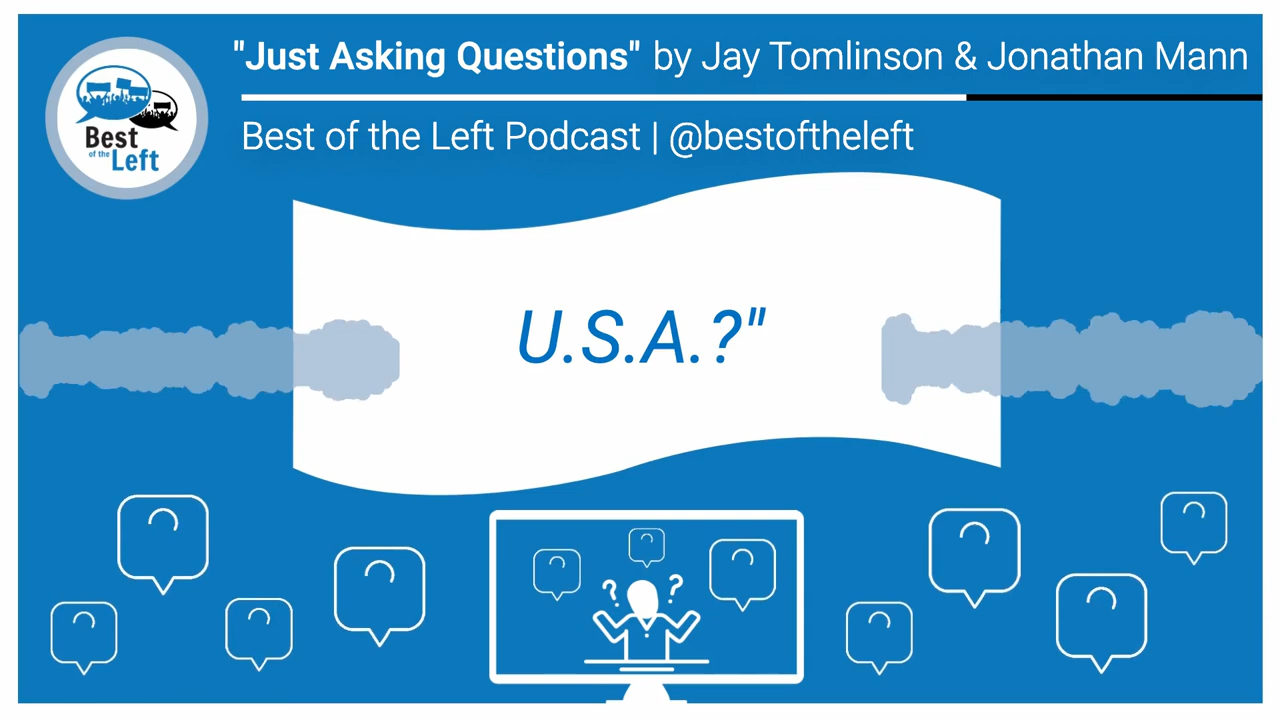 "Just Asking Questions" by Jay Tomlinson & Jonathan Mann
Best of the Left Podcast | @bestoftheleft
Best
of the Left
U.S.A.?"
? ?